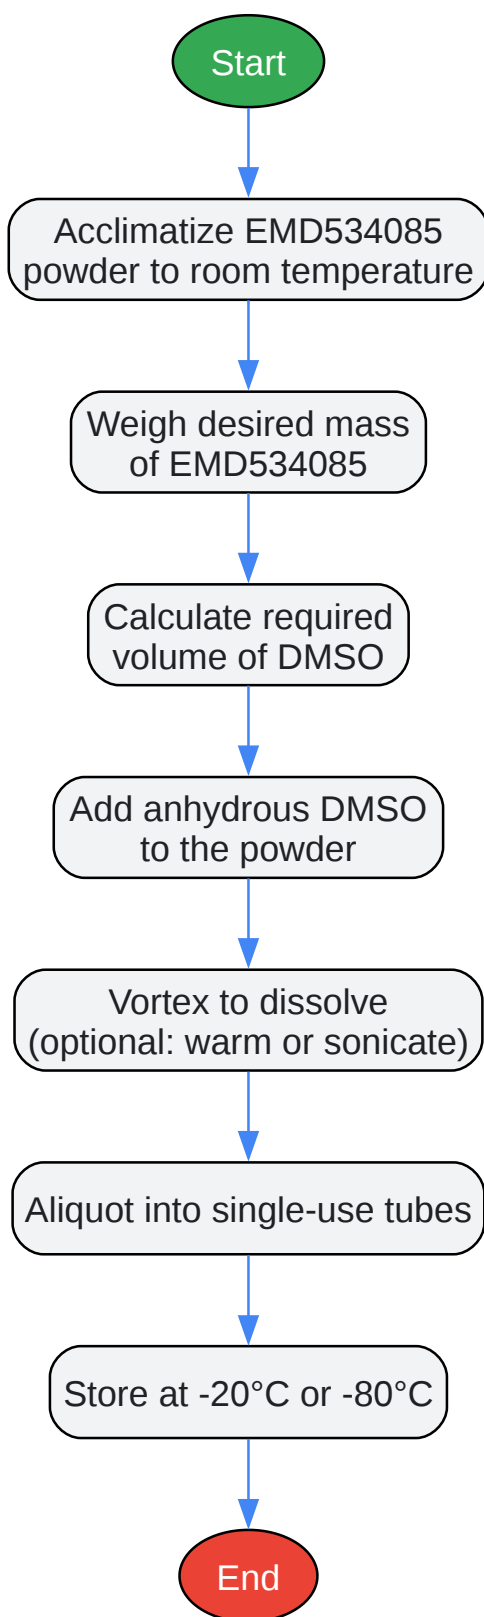 Start
Acclimatize EMD534085
powder to room temperature
Weigh desired mass
of EMD534085
Calculate required
volume of DMSO
Add anhydrous DMSO
to the powder
Vortex to dissolve
(optional: warm or sonicate)
Aliquot into single-use tubes
Store at -20°C or -80°C
End